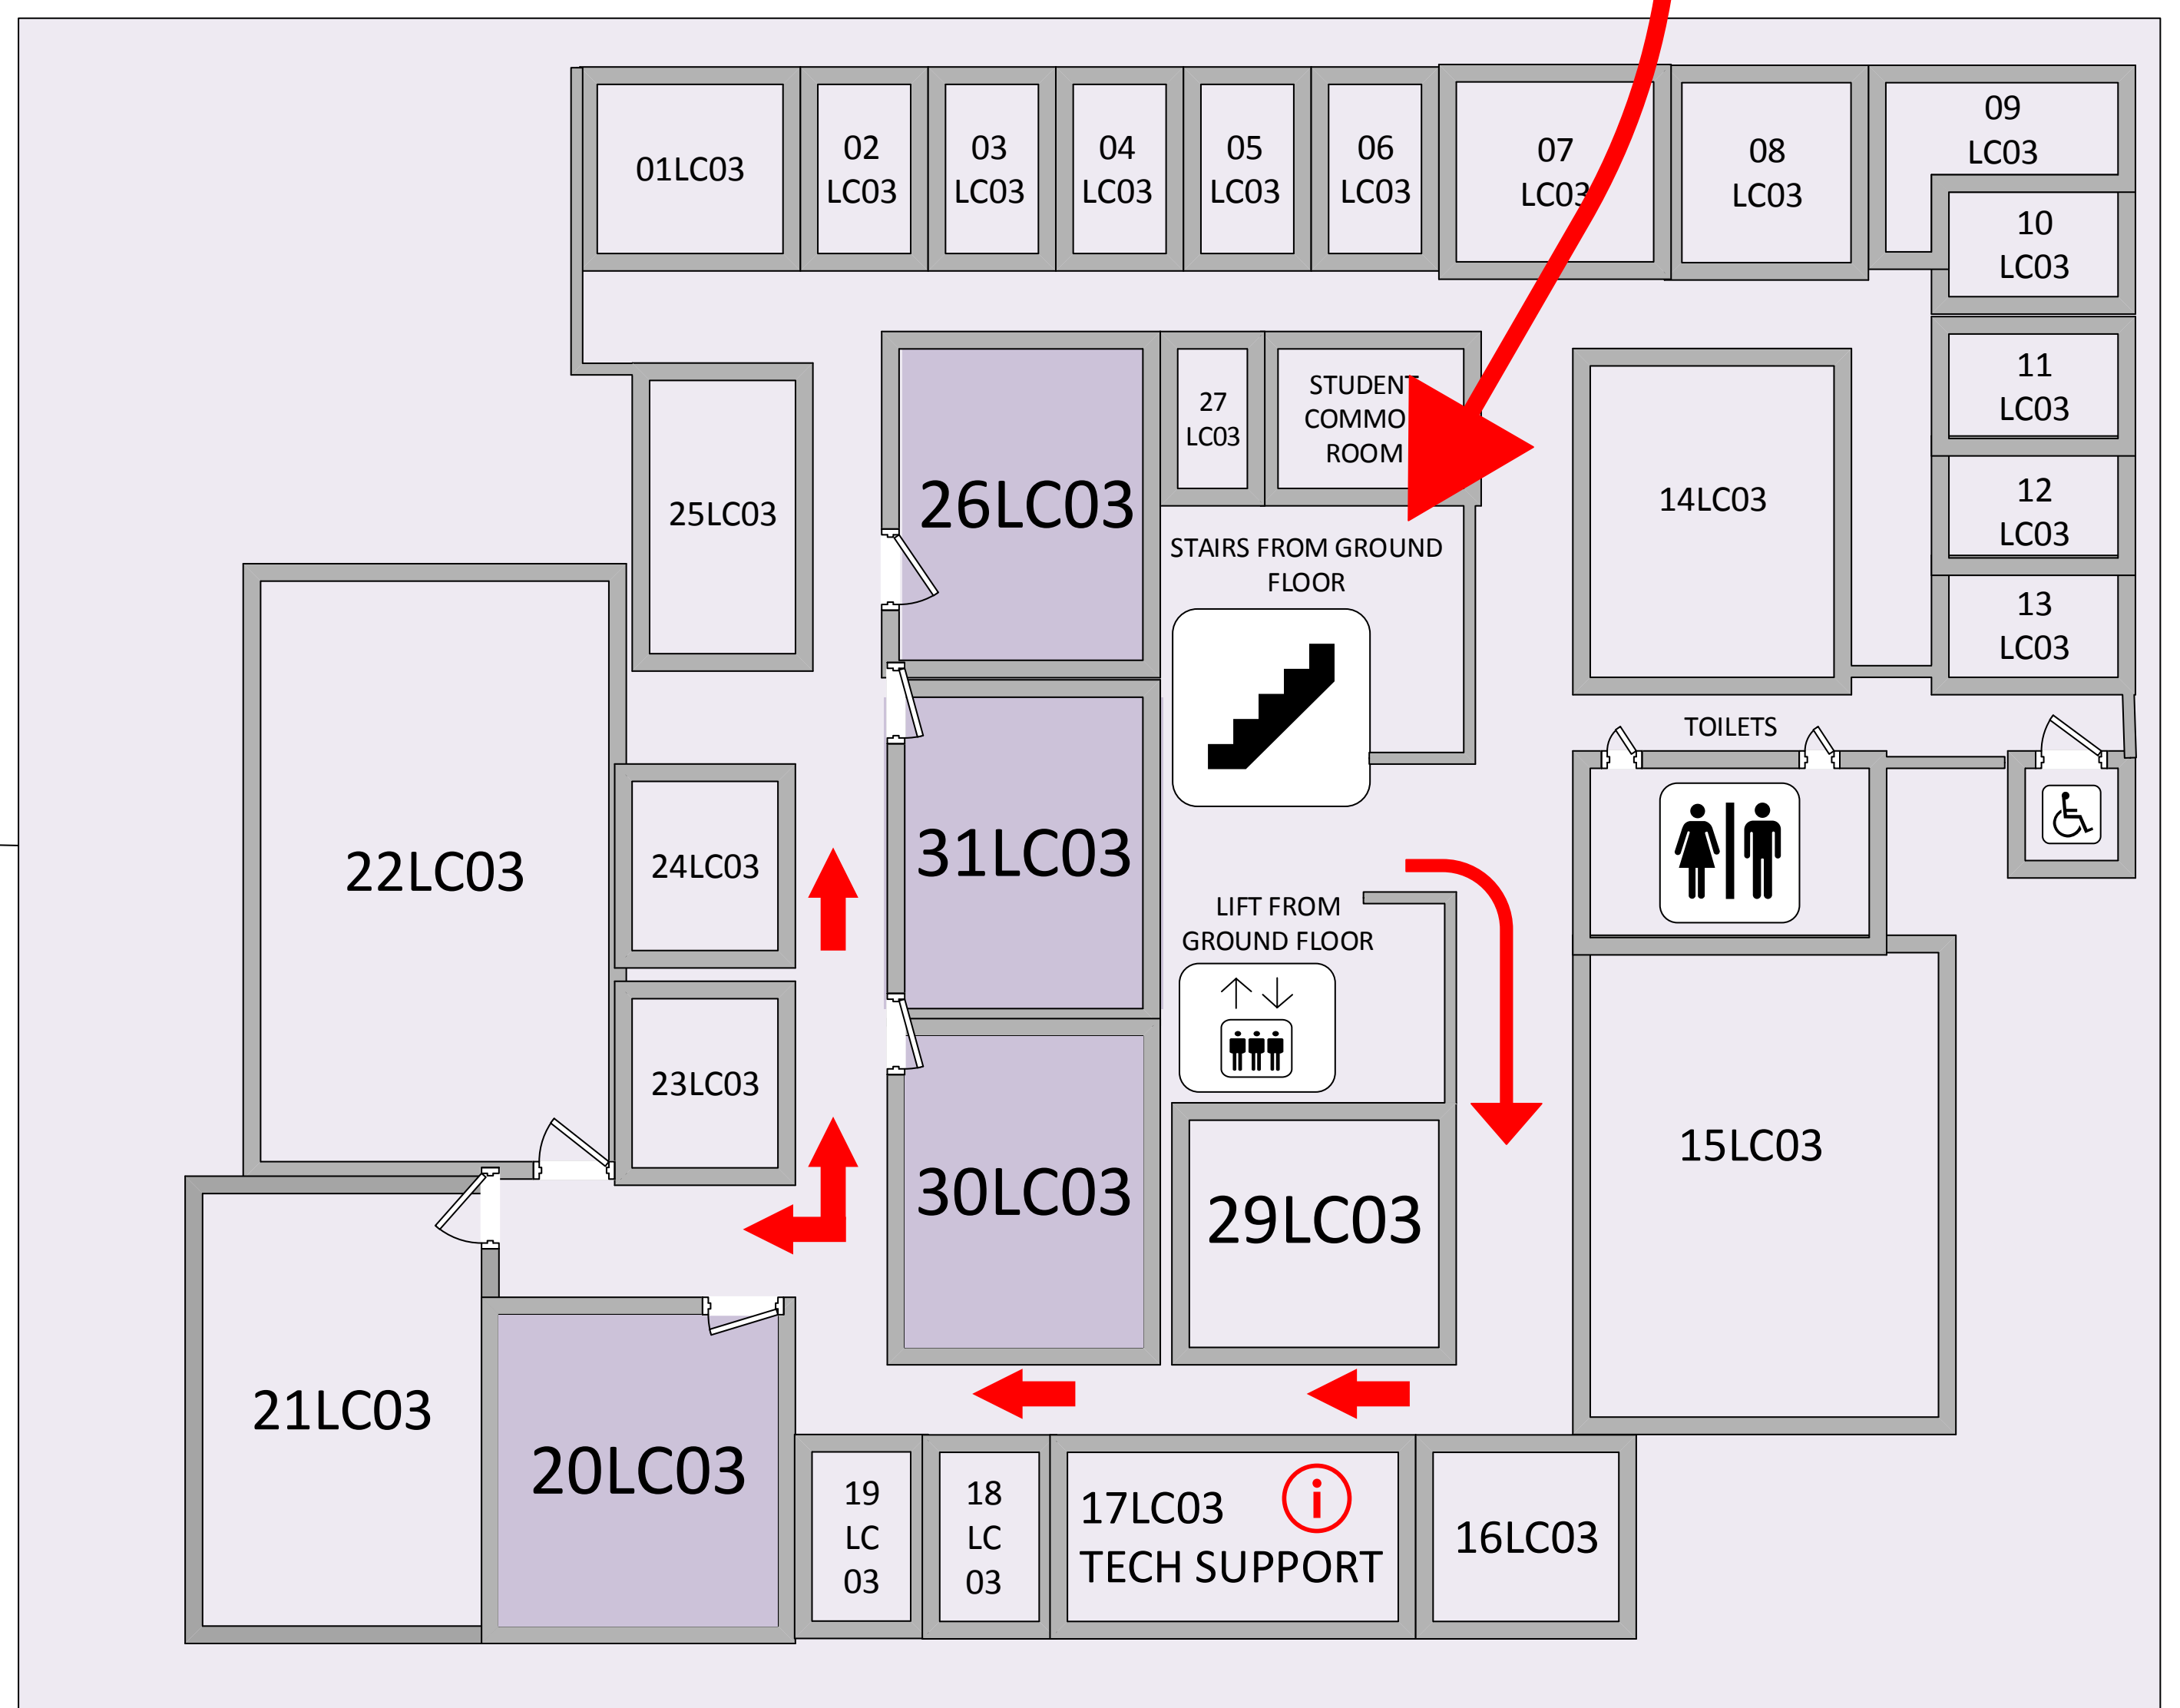 01LC03
02
LC03
03
LC03
04
LC03
05
LC03
06
LC03
07
LC03
08
LC03
09
LC03
10
LC03
11
LC03
12
LC03
13
LC03
25LC03
26LC03
27
LC03
STUDENT
COMMO
ROOM
14LC03
STAIRS FROM GROUND
FLOOR
TOILETS
22LC03
24LC03
31LC03
LIFT FROM
GROUND FLOOR
23LC03
30LC03
29LC03
15LC03
21LC03
20LC03
19
LC
03
18
LC
03
17LC03 i
TECH SUPPORT
16LC03